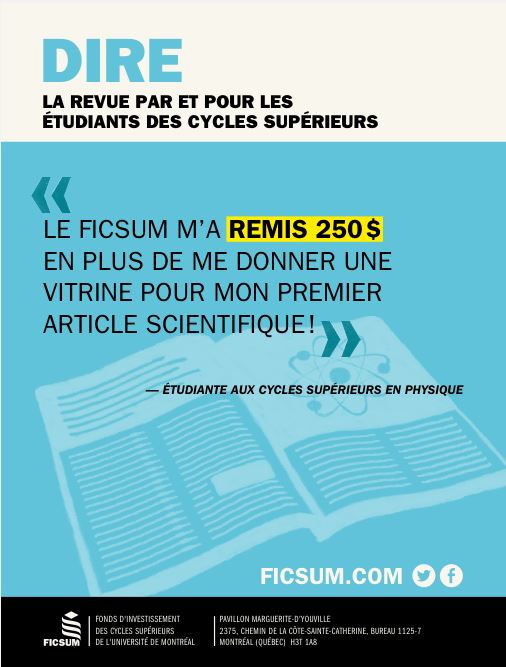 DIRE
LA REVUE PAR ET POUR LES
ÉTUDIANTS DES CYCLES SUPÉRIEURS
«
LE FICSUM M'A REMIS 250 $
EN PLUS DE ME DONNER UNE
VITRINE POUR MON PREMIER
ARTICLE SCIENTIFIQUE! »
— ÉTUDIANTE AUX CYCLES SUPÉRIEURS EN PHYSIQUE
FICSUM.COM
FICSUM
FONDS D'INVESTISSEMENT
DES CYCLES SUPÉRIEURS
DE L'UNIVERSITÉ DE MONTRÉAL
PAVILLON MARGUERITE-D'YOUVILLE
2375, CHEMIN DE LA CÔTE-SAINTE-CATHERINE, BUREAU 1125-7
MONTRÉAL (QUÉBEC) H3T 1A8